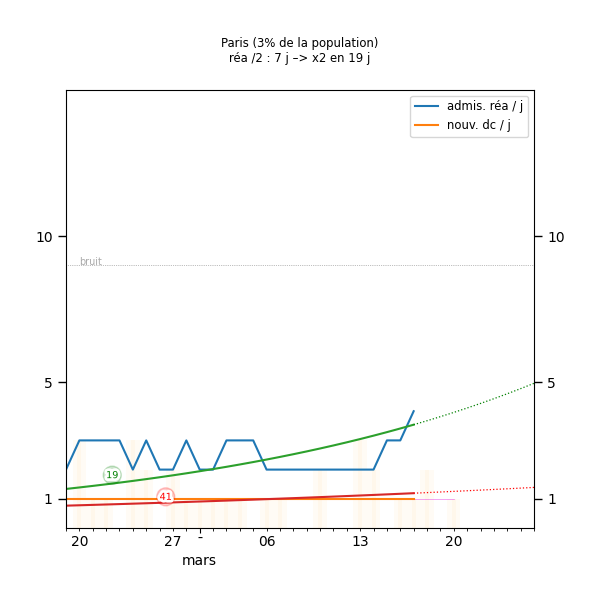 Paris (3% de la population)
réa /2 : 7 j –> x2 en 19 j
admis. réa / j
nouv. dc / j
10
10
bruit
5
5
19
41
1
1
20
27
-
06
13
20
mars